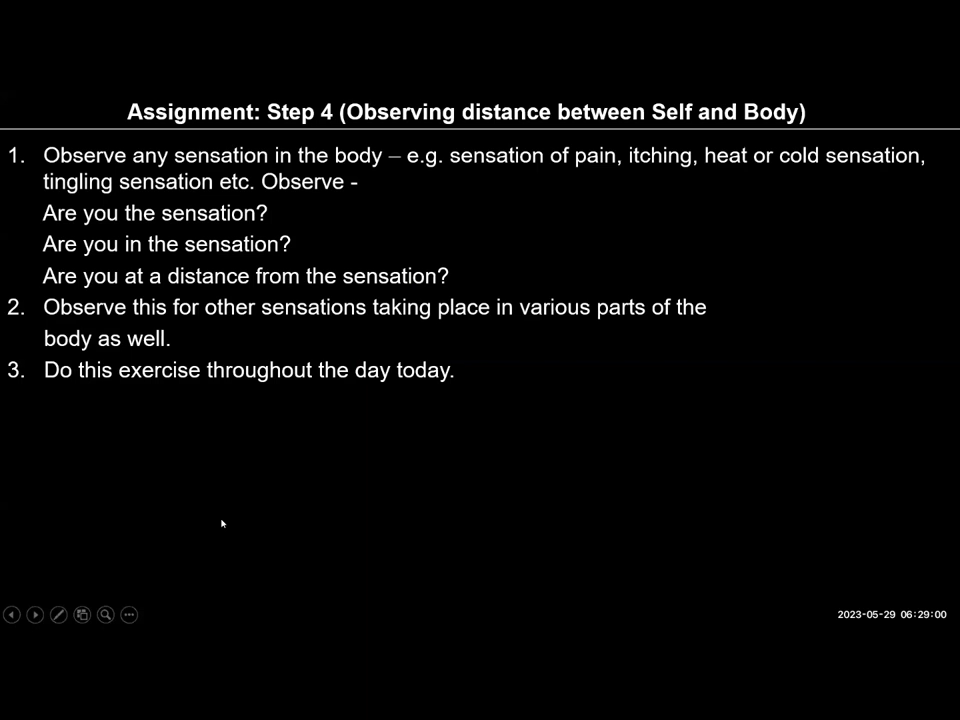 Assignment: Step 4 (Observing distance between Self and Body)
1. Observe any sensation in the body – e.g. sensation of pain, itching, heat or cold sensation,
tingling sensation etc. Observe -
Are you the sensation?
Are you in the sensation?
Are you at a distance from the sensation?
2. Observe this for other sensations taking place in various parts of the
body as well.
3. Do this exercise throughout the day today.
2023-05-29 06:29:00